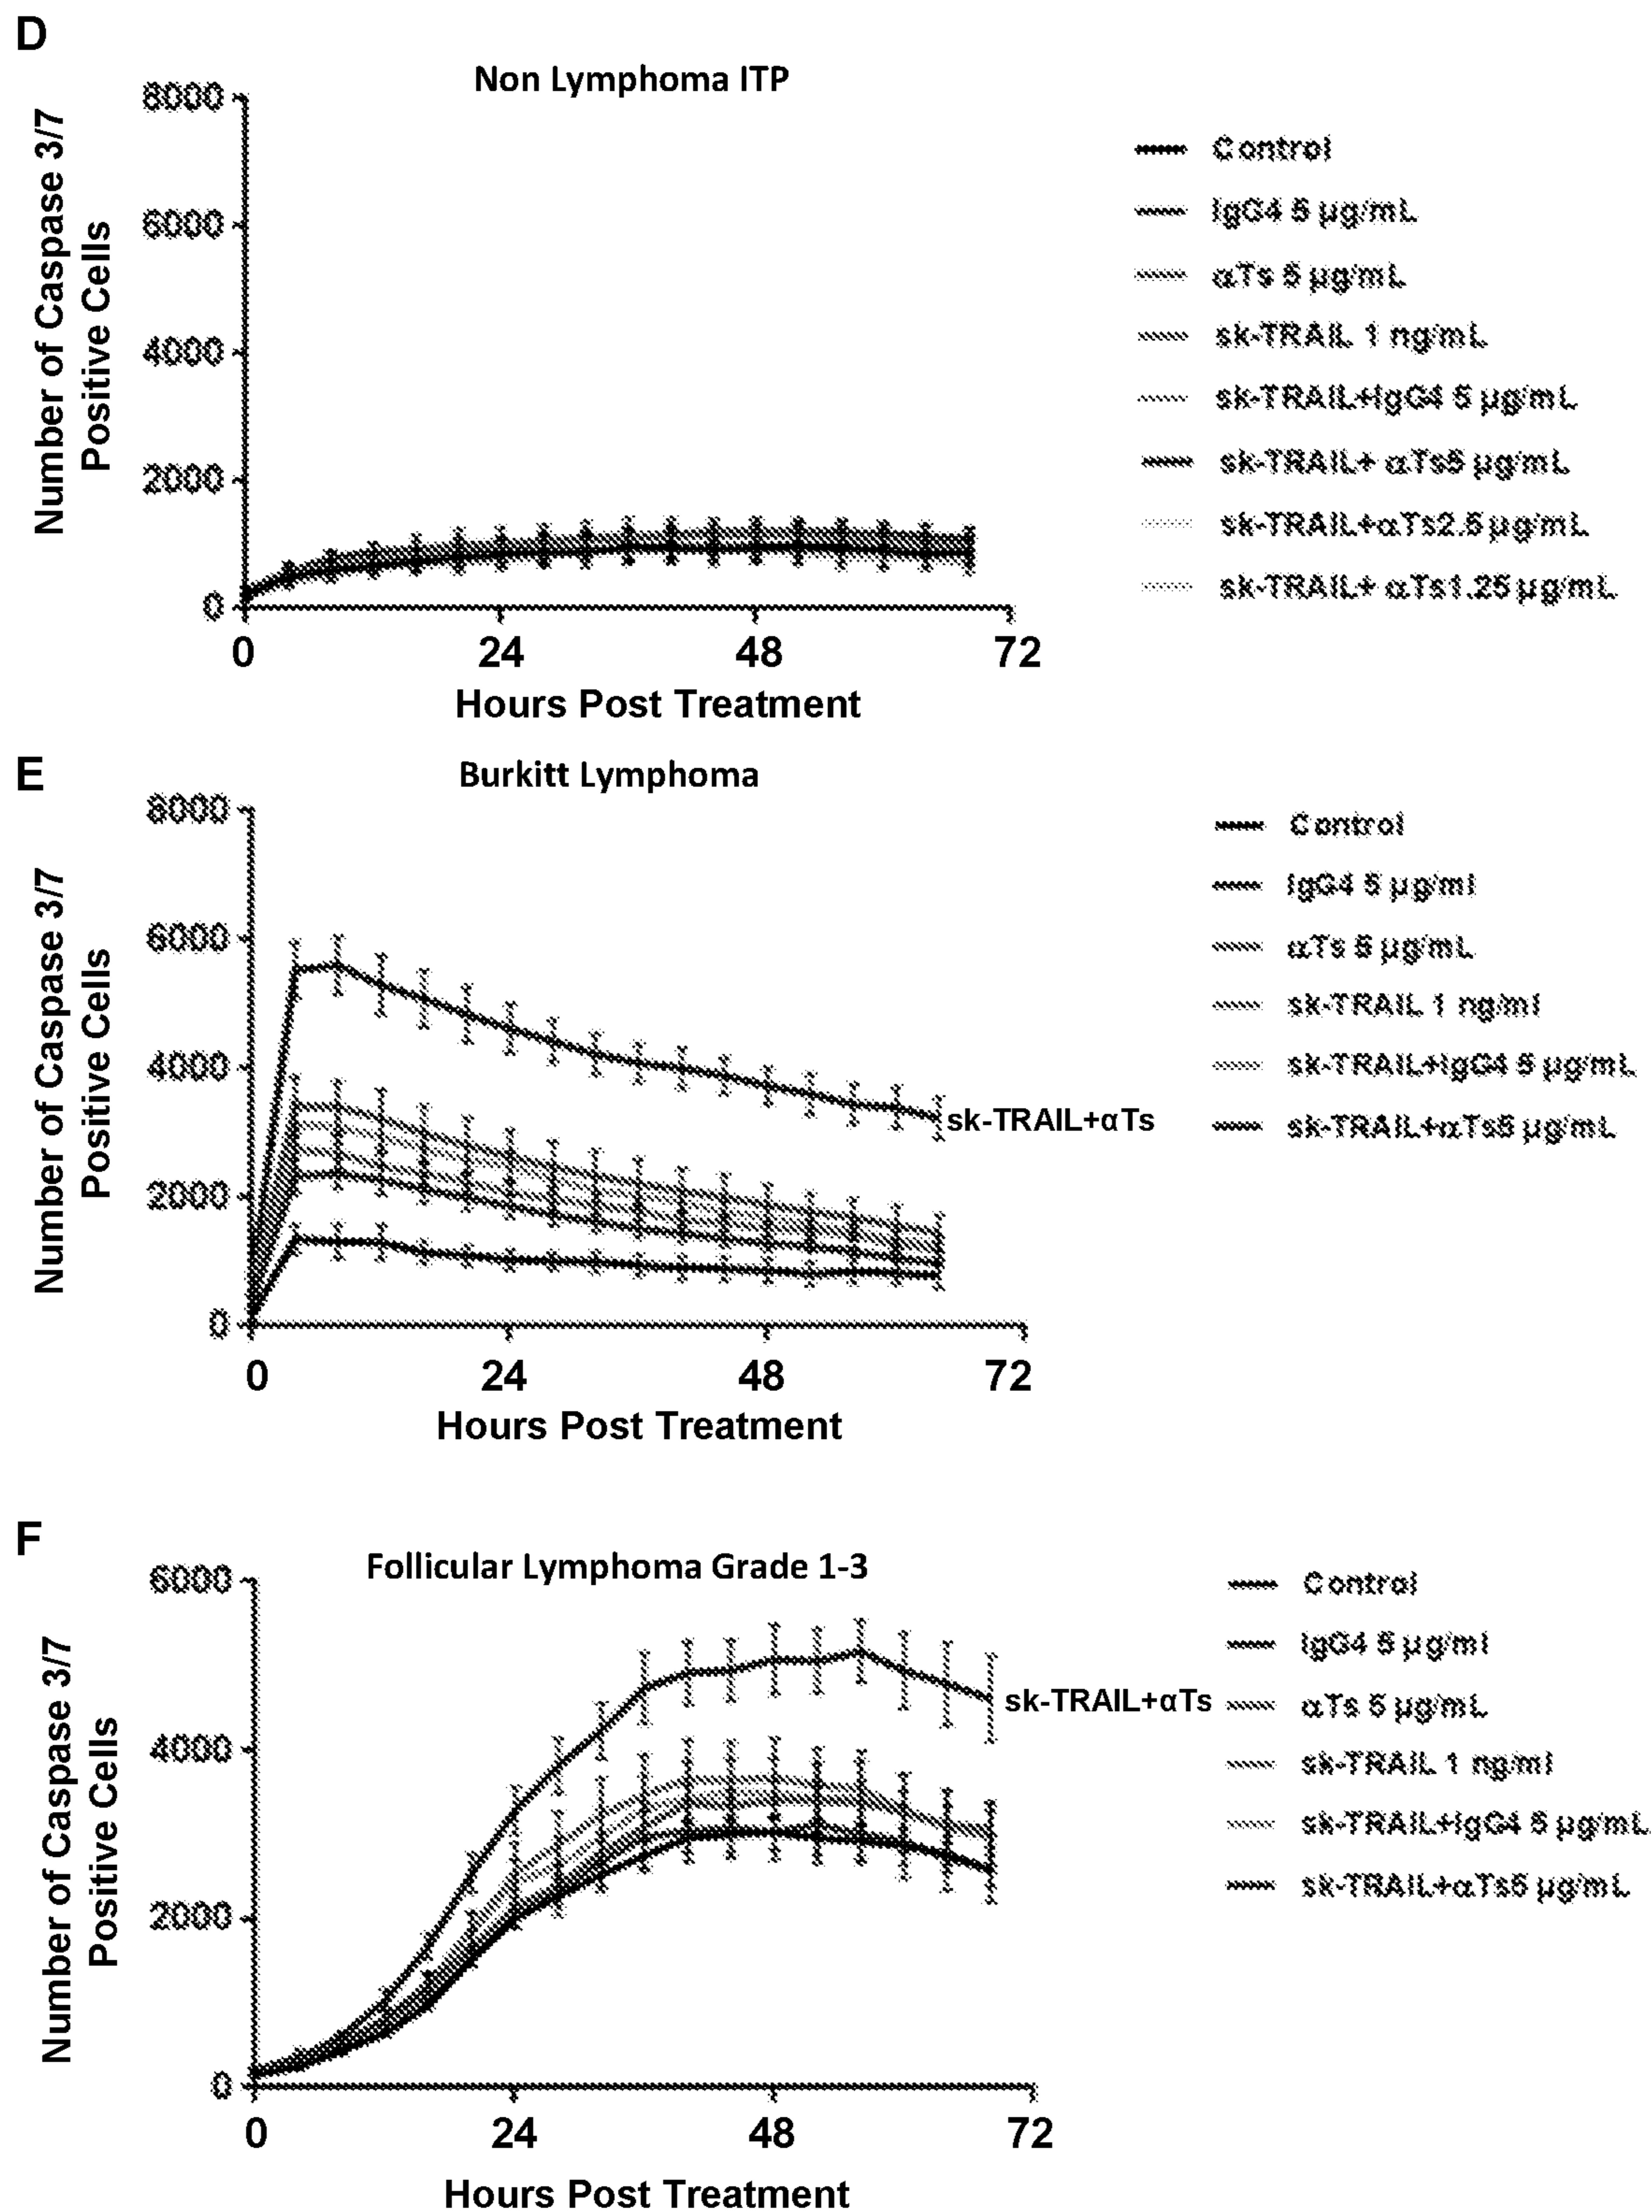 D
Non Lymphoma ITP
Number of Caspase 3/7
Positive Cells
8000
6000
4000
2000
0
0 24 48 72
Hours Post Treatment
Control
IgG4 5 µg/mL
αTs 5 µg/mL
sk-TRAIL 1 ng/mL
sk-TRAIL+IgG4 5 µg/mL
sk-TRAIL+ αTs5 µg/mL
sk-TRAIL+αTs2.5 µg/mL
sk-TRAIL+ αTs1.25 µg/mL
E
Burkitt Lymphoma
Number of Caspase 3/7
Positive Cells
8000
6000
4000
2000
0
0 24 48 72
Hours Post Treatment
sk-TRAIL+αTs
Control
IgG4 5 µg/ml
αTs 5 µg/mL
sk-TRAIL 1 ng/ml
sk-TRAIL+IgG4 5 µg/mL
sk-TRAIL+αTs5 µg/mL
F
Follicular Lymphoma Grade 1-3
Number of Caspase 3/7
Positive Cells
6000
4000
2000
0
0 24 48 72
Hours Post Treatment
sk-TRAIL+αTs
Control
IgG4 5 µg/ml
αTs 5 µg/mL
sk-TRAIL 1 ng/ml
sk-TRAIL+IgG4 5 µg/mL
sk-TRAIL+αTs5 µg/mL